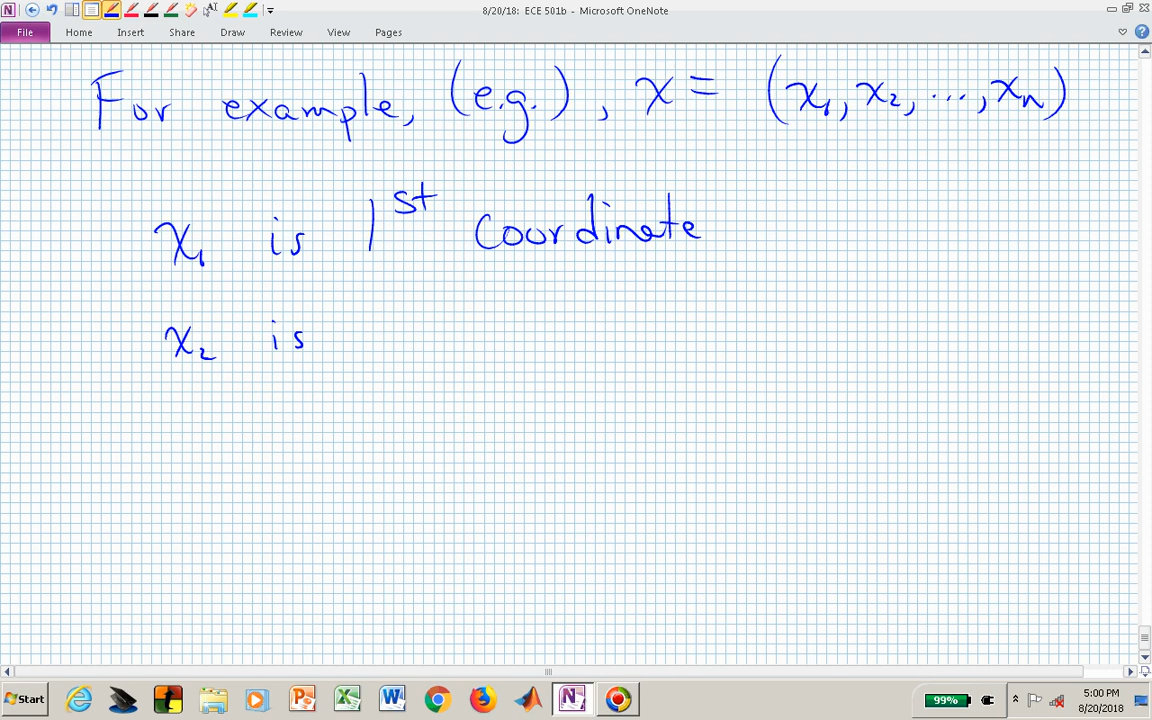 8/20/18: ECE 501b - Microsoft OneNote
File Home Insert Share Draw Review View Pages
For example, (e.g.), x = (x₁, x₂, ..., xₙ)
x₁ is 1st coordinate
x₂ is
Start 99% 5:00 PM
8/20/2018